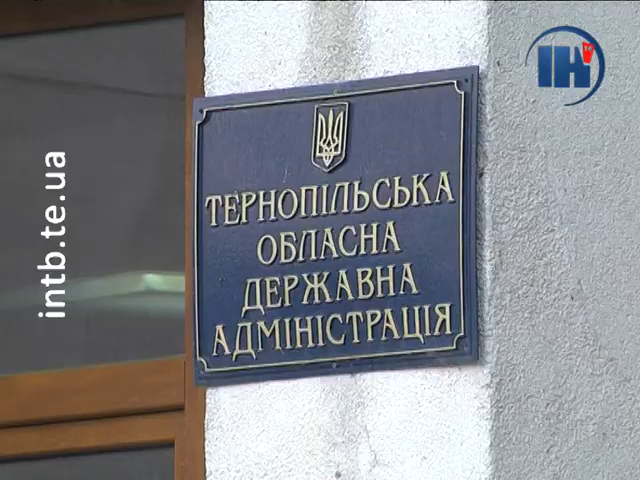 ТЕРНОПІЛЬСЬКА
ОБЛАСНА
ДЕРЖАВНА
АДМІНІСТРАЦІЯ
intb.te.ua
ІН